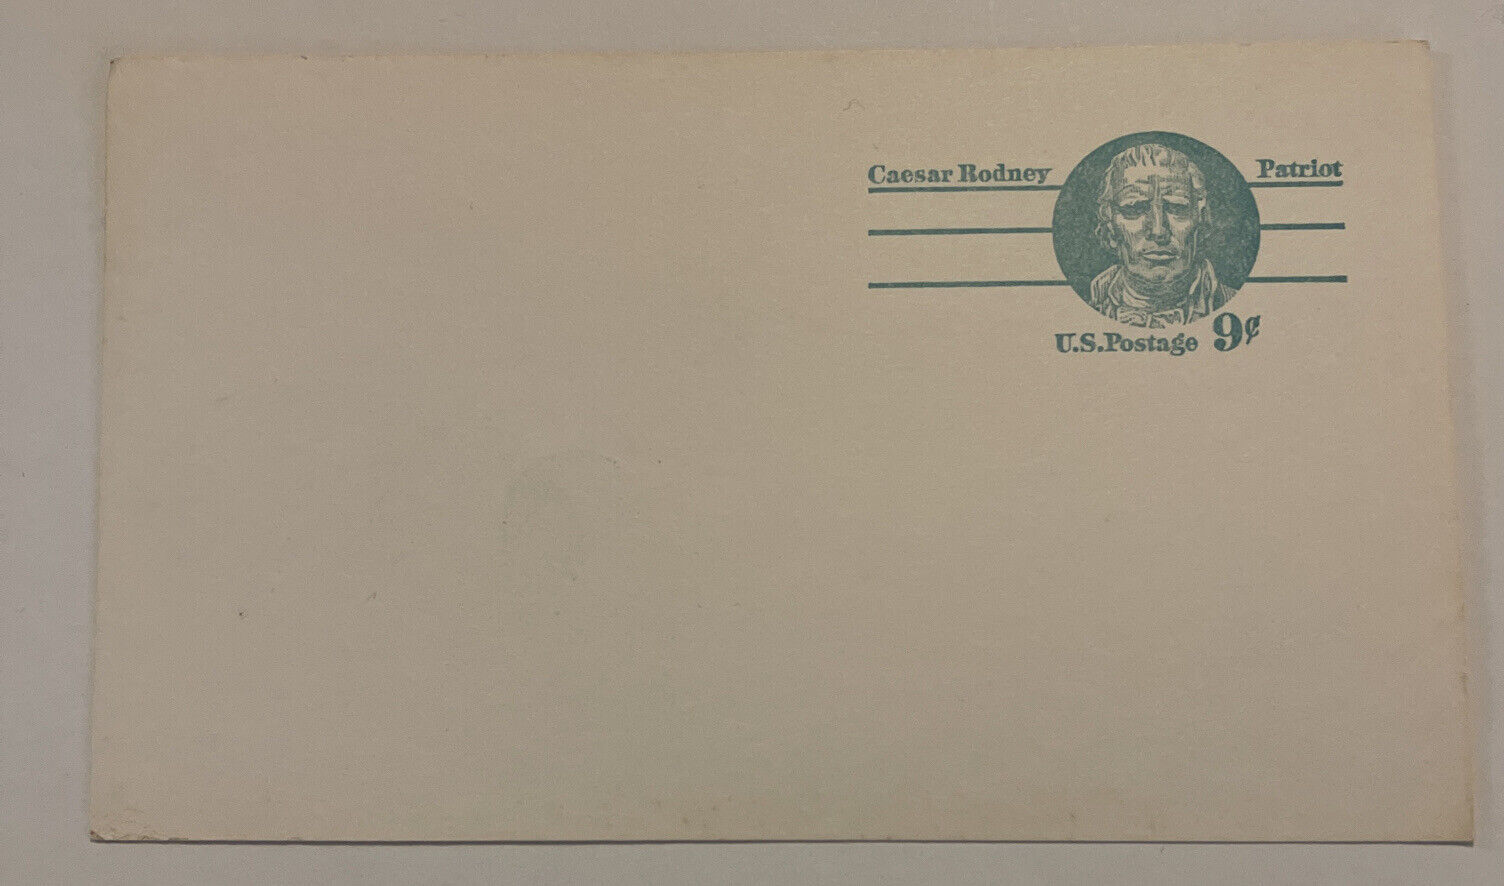 Caesar Rodney Patriot
U.S.Postage 9¢